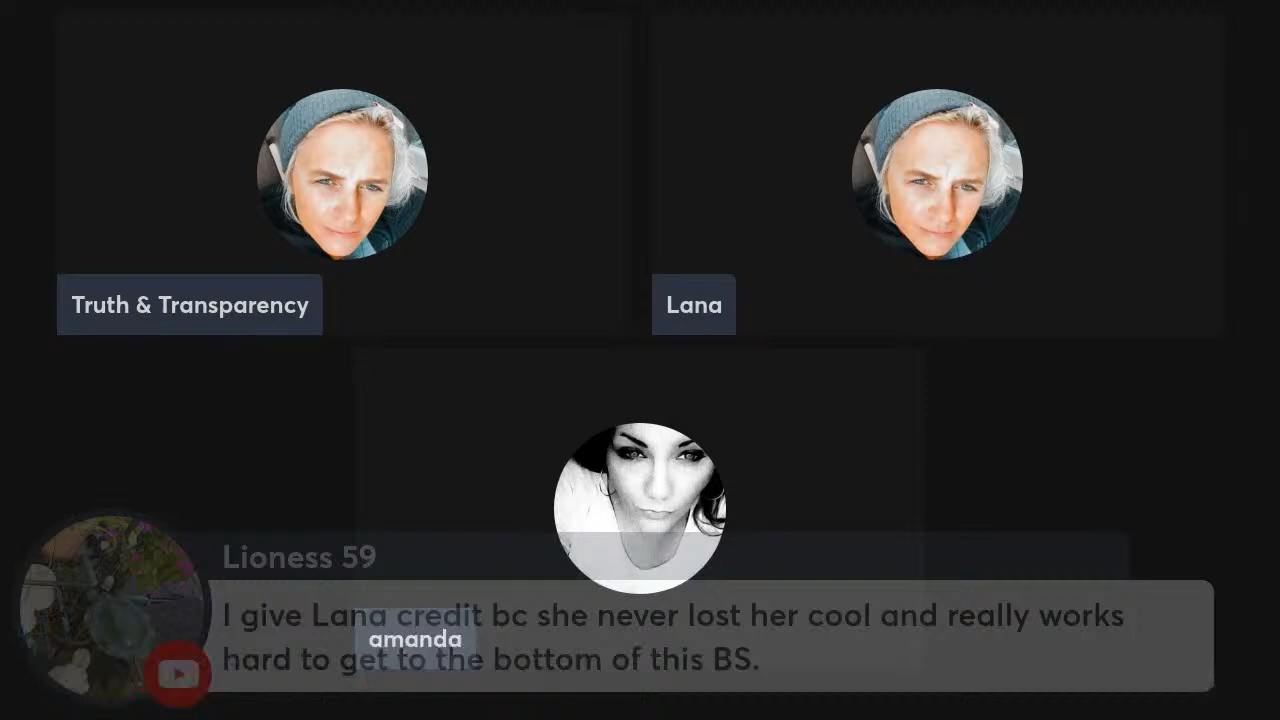 Truth & Transparency
Lana
Lioness 59
I give Lana credit bc she never lost her cool and really works
amanda
hard to get to the bottom of this BS.